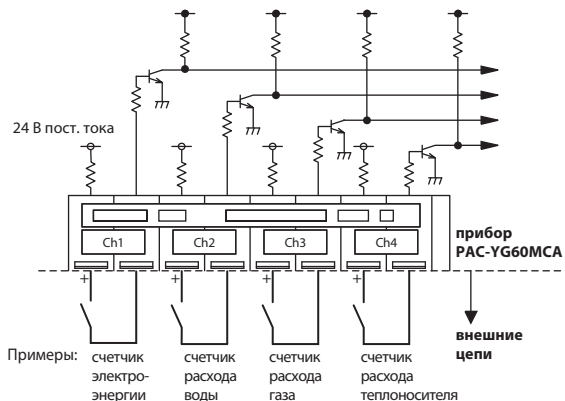 24 В пост. тока
Ch1 Ch2 Ch3 Ch4
прибор
PAC-YG60MCA
+ + + +
внешние
цепи
Примеры: счетчик счетчик счетчик счетчик
электро- расхода расхода расхода
энергии воды газа теплоносителя